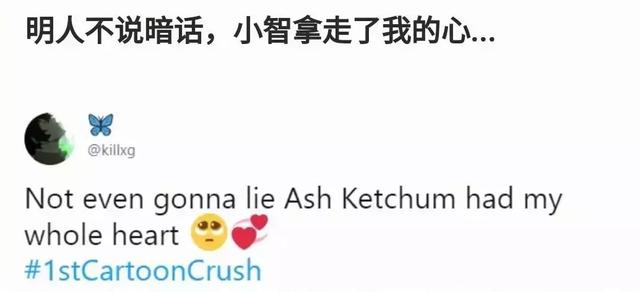 明人不说暗话，小智拿走了我的心...
🦋
@killxg
Not even gonna lie Ash Ketchum had my
whole heart 🥺💞
#1stCartoonCrush